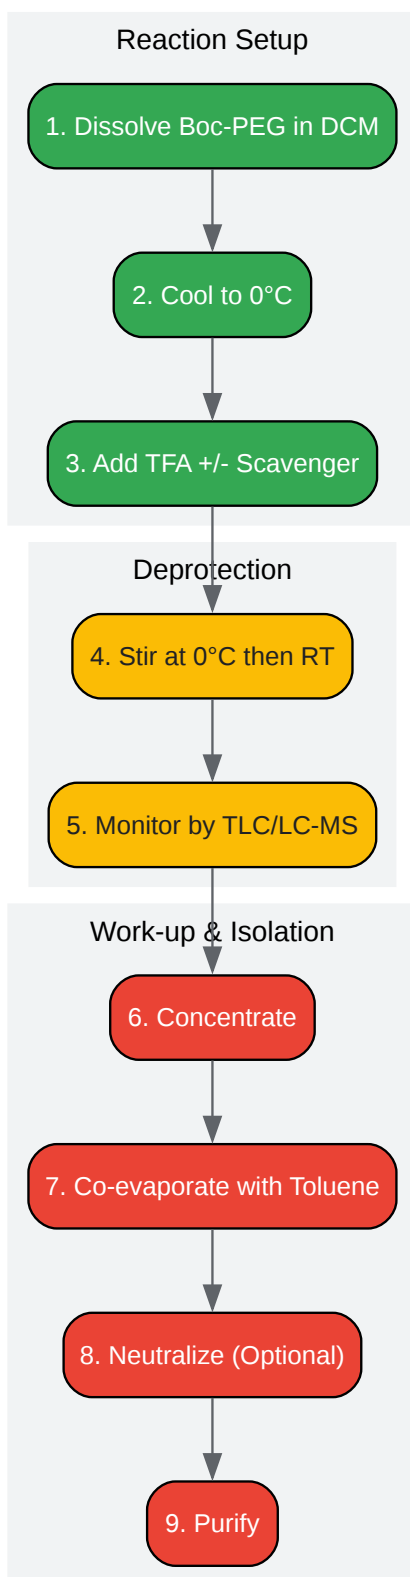 Reaction Setup
1. Dissolve Boc-PEG in DCM
2. Cool to 0°C
3. Add TFA +/- Scavenger
Deprotection
4. Stir at 0°C then RT
5. Monitor by TLC/LC-MS
Work-up & Isolation
6. Concentrate
7. Co-evaporate with Toluene
8. Neutralize (Optional)
9. Purify